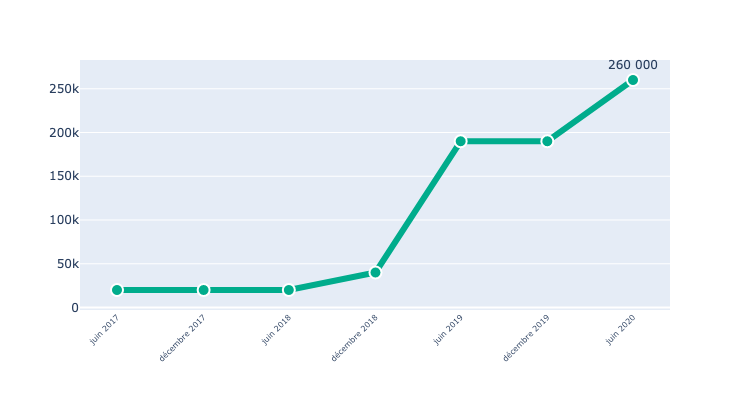 260 000
250k
200k
150k
100k
50k
0
juin 2017
décembre 2017
juin 2018
décembre 2018
juin 2019
décembre 2019
juin 2020